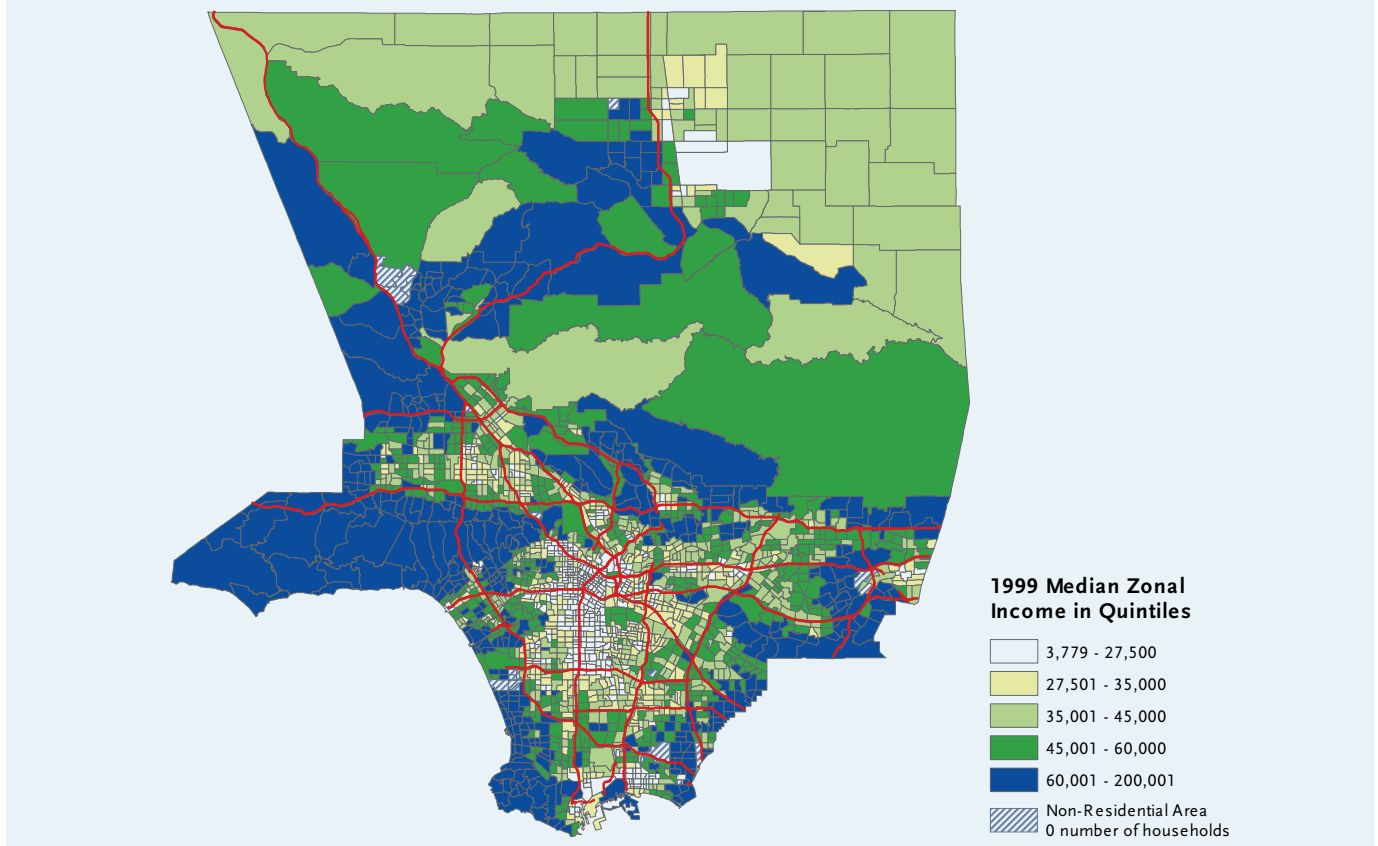 1999 Median Zonal
Income in Quintiles
3,779 - 27,500
27,501 - 35,000
35,001 - 45,000
45,001 - 60,000
60,001 - 200,001
Non-Residential Area
0 number of households